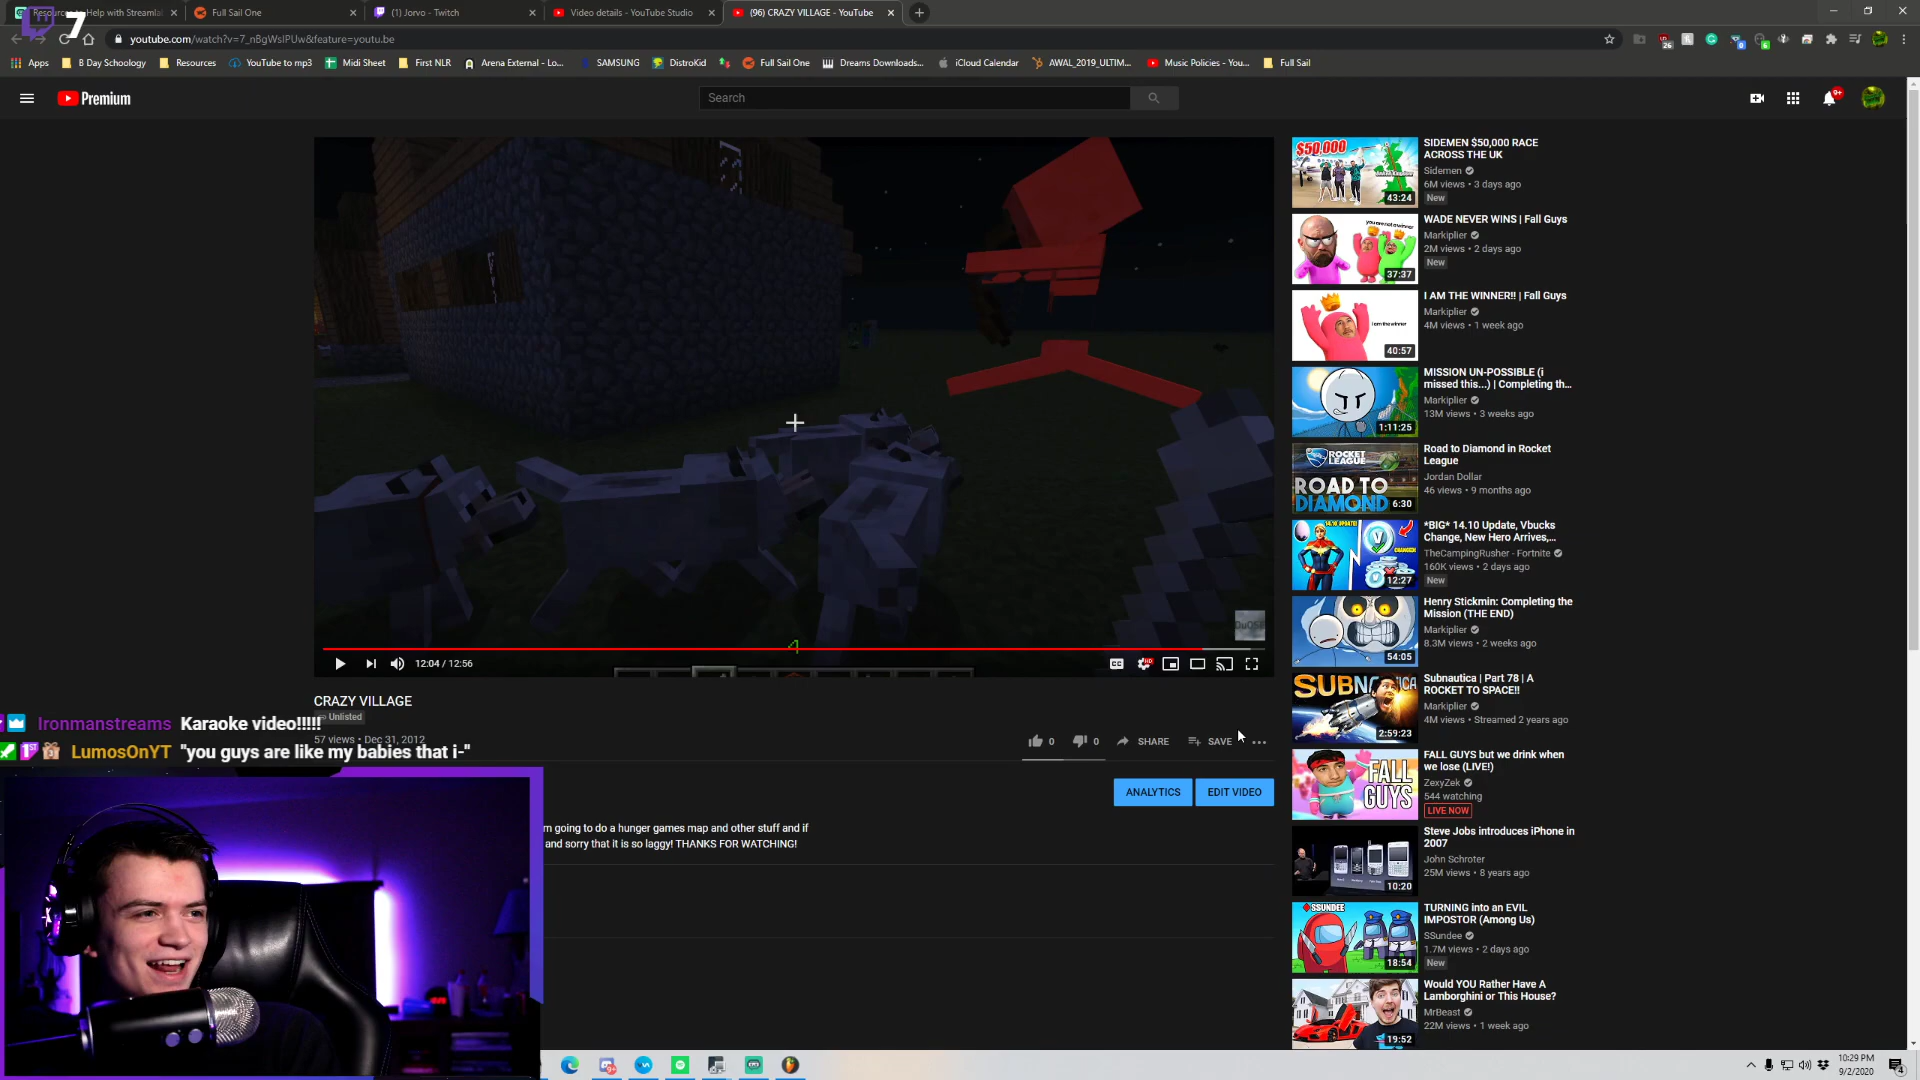 7
Full Sail One
(1) Jorvo - Twitch
Video details - YouTube Studio
(96) CRAZY VILLAGE - YouTube
youtube.com/watch?v=7_nBgWsIPUw&feature=youtu.be
Apps
B Day Schoology
Resources
YouTube to mp3
Midi Sheet
First NLR
Arena External - Lo...
SAMSUNG
DistroKid
Full Sail One
Dreams Downloads...
iCloud Calendar
AWAL_2019_ULTIM...
Music Policies - You...
Full Sail
Premium
Search
9+
12:04 / 12:56
CRAZY VILLAGE
Unlisted
57 views • Dec 31, 2012
0
0
SHARE
SAVE
Ironmanstreams Karaoke video!!!!!
LumosOnYT "you guys are like my babies that i-"
ANALYTICS
EDIT VIDEO
m going to do a hunger games map and other stuff and if
and sorry that it is so laggy! THANKS FOR WATCHING!
$50,000
43:24
SIDEMEN $50,000 RACE
ACROSS THE UK
Sidemen
6M views • 3 days ago
New
37:37
WADE NEVER WINS | Fall Guys
Markiplier
2M views • 2 days ago
New
I am the winner
40:57
I AM THE WINNER!! | Fall Guys
Markiplier
4M views • 1 week ago
1:11:25
MISSION UN-POSSIBLE (i
missed this...) | Completing th...
Markiplier
13M views • 3 weeks ago
ROCKET
LEAGUE
ROAD TO
DIAMOND
6:30
Road to Diamond in Rocket
League
Jordan Dollar
46 views • 9 months ago
12:27
*BIG* 14.10 Update, Vbucks
Change, New Hero Arrives,...
TheCampingRusher - Fortnite
160K views • 2 days ago
New
54:05
Henry Stickmin: Completing the
Mission (THE END)
Markiplier
8.3M views • 2 weeks ago
2:59:23
Subnautica | Part 78 | A
ROCKET TO SPACE!!
Markiplier
4M views • Streamed 2 years ago
FALL
GUYS
FALL GUYS but we drink when
we lose (LIVE!)
ZexyZek
544 watching
LIVE NOW
10:20
Steve Jobs introduces iPhone in
2007
John Schroter
25M views • 8 years ago
SSUNDEE
18:54
TURNING into an EVIL
IMPOSTOR (Among Us)
SSundee
1.7M views • 2 days ago
New
19:52
Would YOU Rather Have A
Lamborghini or This House?
MrBeast
22M views • 1 week ago
10:29 PM
9/2/2020